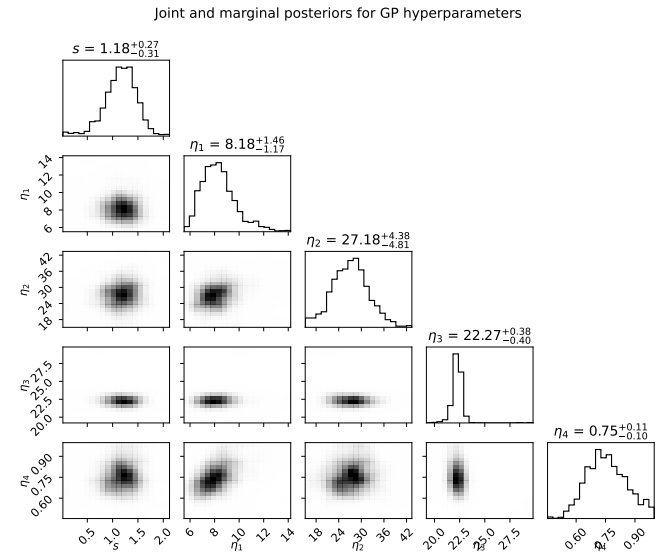 Joint and marginal posteriors for GP hyperparameters
s = 1.18+0.27−0.31
η1 = 8.18+1.46−1.17
14
12
10
8
6
η1
η2 = 27.18+4.38−4.81
42
36
30
24
18
η2
η3 = 22.27+0.38−0.40
27.5
25.0
22.5
20.0
η3
η4 = 0.75+0.11−0.10
0.90
0.75
0.60
η4
0.5 1.0 1.5 2.0
s
6 8 10 12 14
η1
18 24 30 36 42
η2
20.0 22.5 25.0 27.5
η3
0.60 0.75 0.90
η4